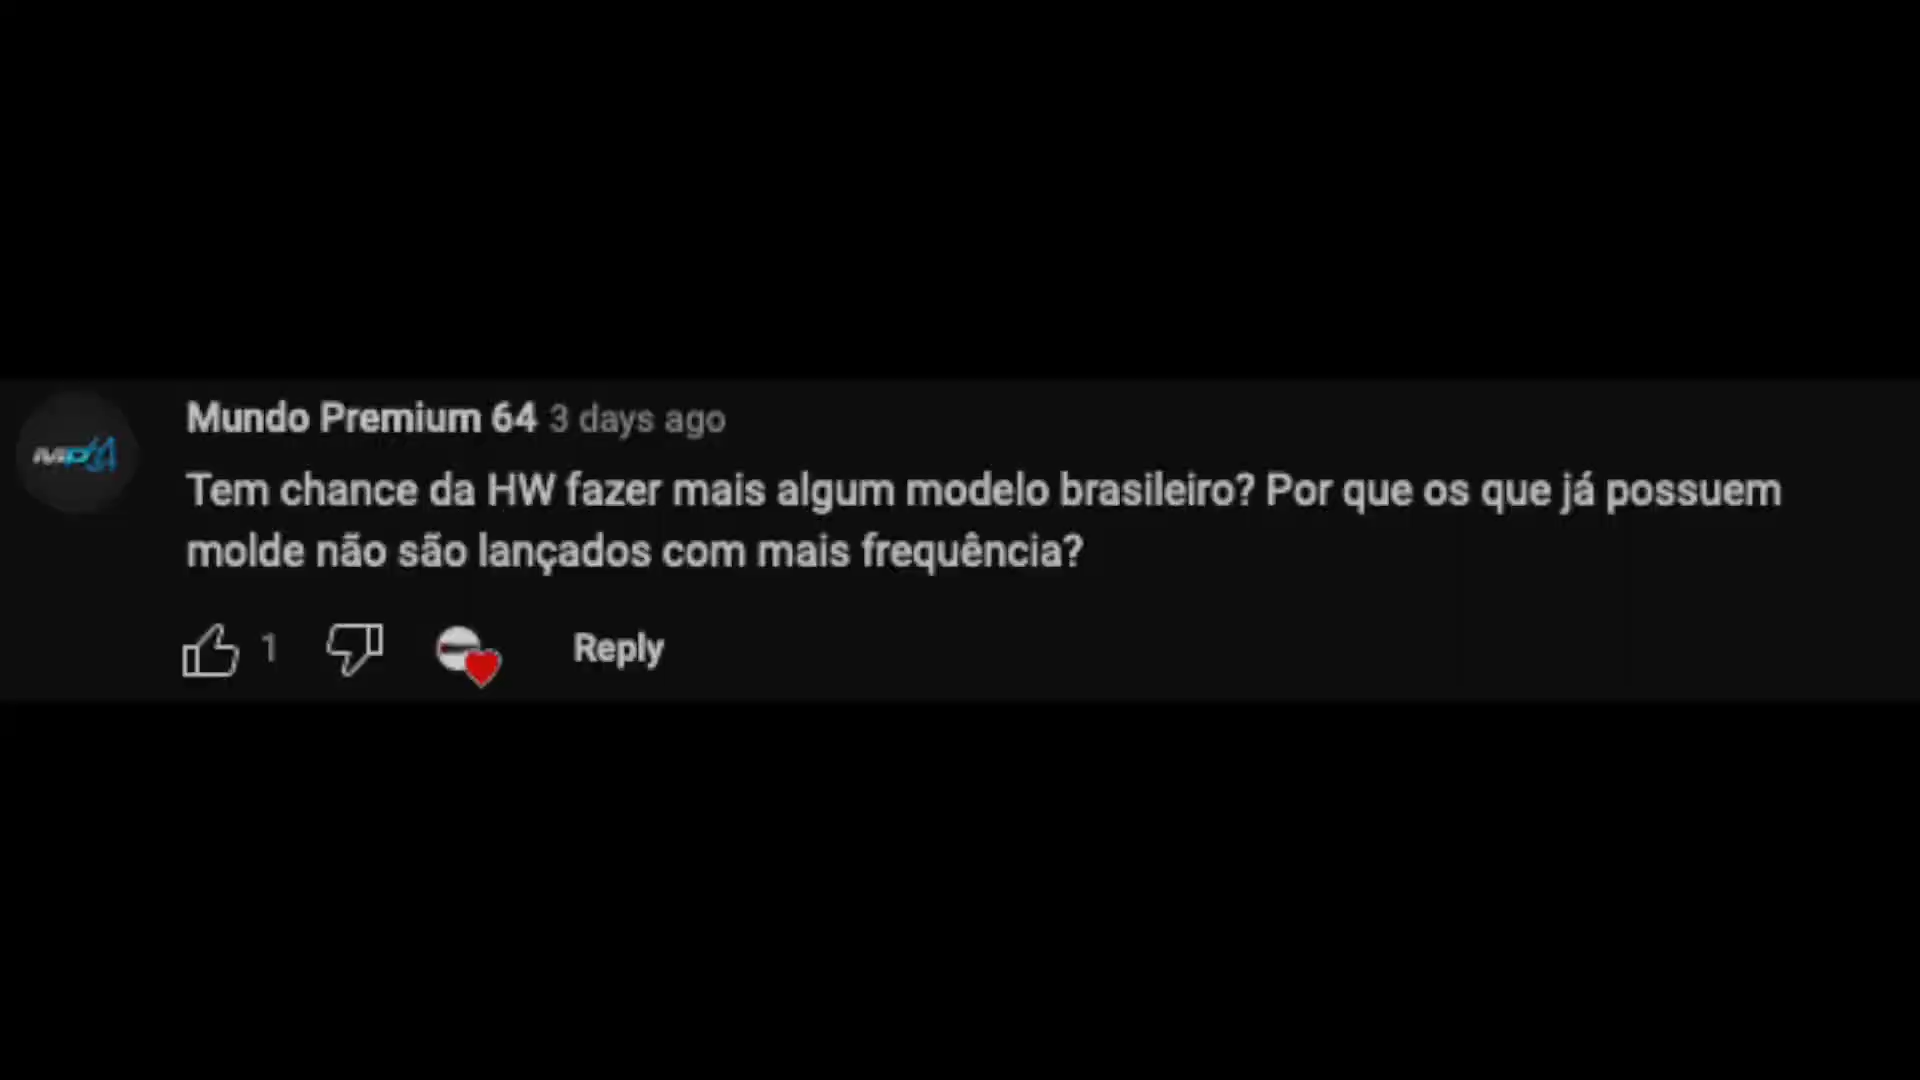 Mundo Premium 64 3 days ago
Tem chance da HW fazer mais algum modelo brasileiro? Por que os que já possuem
molde não são lançados com mais frequência?
1 Reply